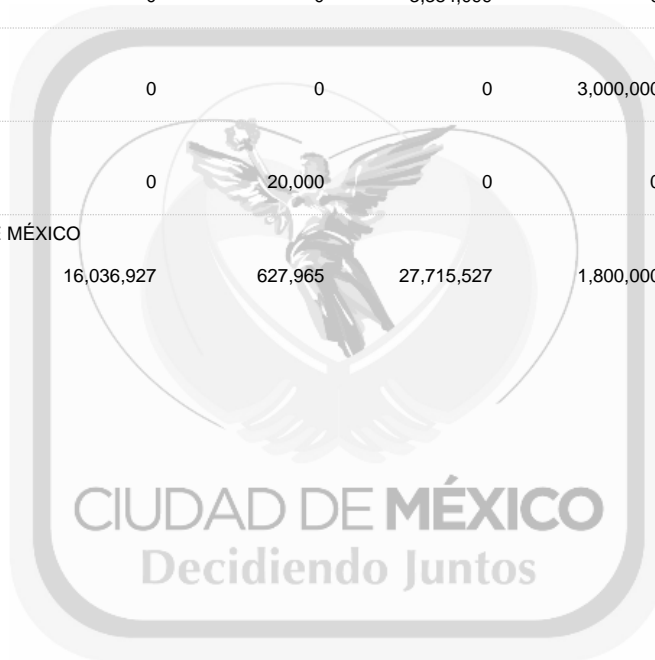 0 0 0 3,000,000
0 20,000 0 0
MÉXICO
16,036,927 627,965 27,715,527 1,800,000
CIUDAD DE MÉXICO
Decidiendo Juntos